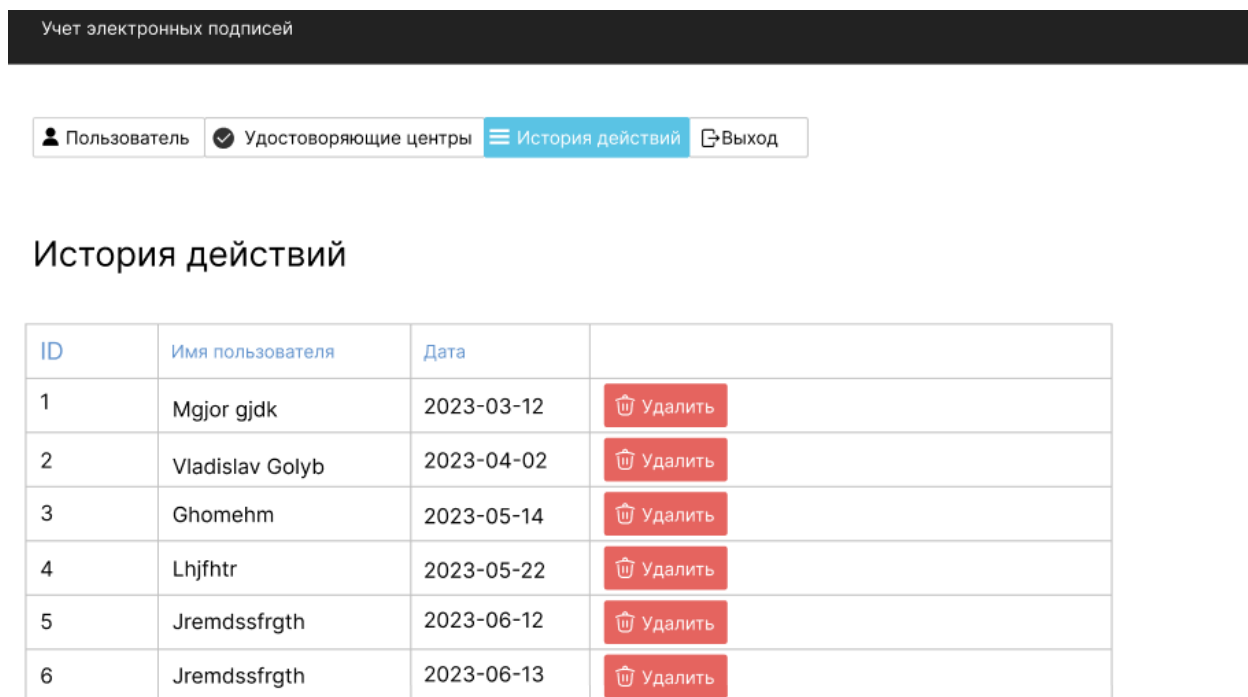 Учет электронных подписей
Пользователь Удостоворяющие центры История действий Выход
История действий
ID Имя пользователя Дата
1 Mgjor gjdk 2023-03-12 Удалить
2 Vladislav Golyb 2023-04-02 Удалить
3 Ghomehm 2023-05-14 Удалить
4 Lhjfhtr 2023-05-22 Удалить
5 Jremdssfrgth 2023-06-12 Удалить
6 Jremdssfrgth 2023-06-13 Удалить